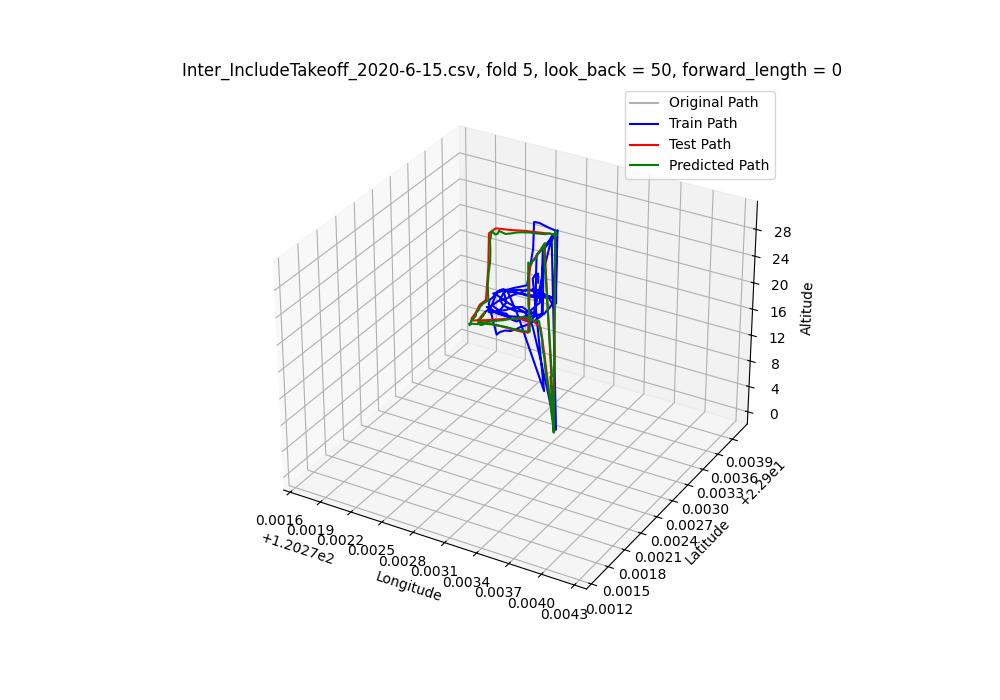 Inter_IncludeTakeoff_2020-6-15.csv, fold 5, look_back = 50, forward_length = 0
Original Path
Train Path
Test Path
Predicted Path
28
24
20
16
12
8
4
0
Altitude
0.0039
0.0036
0.0033
0.0030
0.0027
0.0024
0.0021
0.0018
0.0015
0.0012
+2.29e1
Latitude
0.0016
0.0019
0.0022
0.0025
0.0028
0.0031
0.0034
0.0037
0.0040
0.0043
+1.2027e2
Longitude